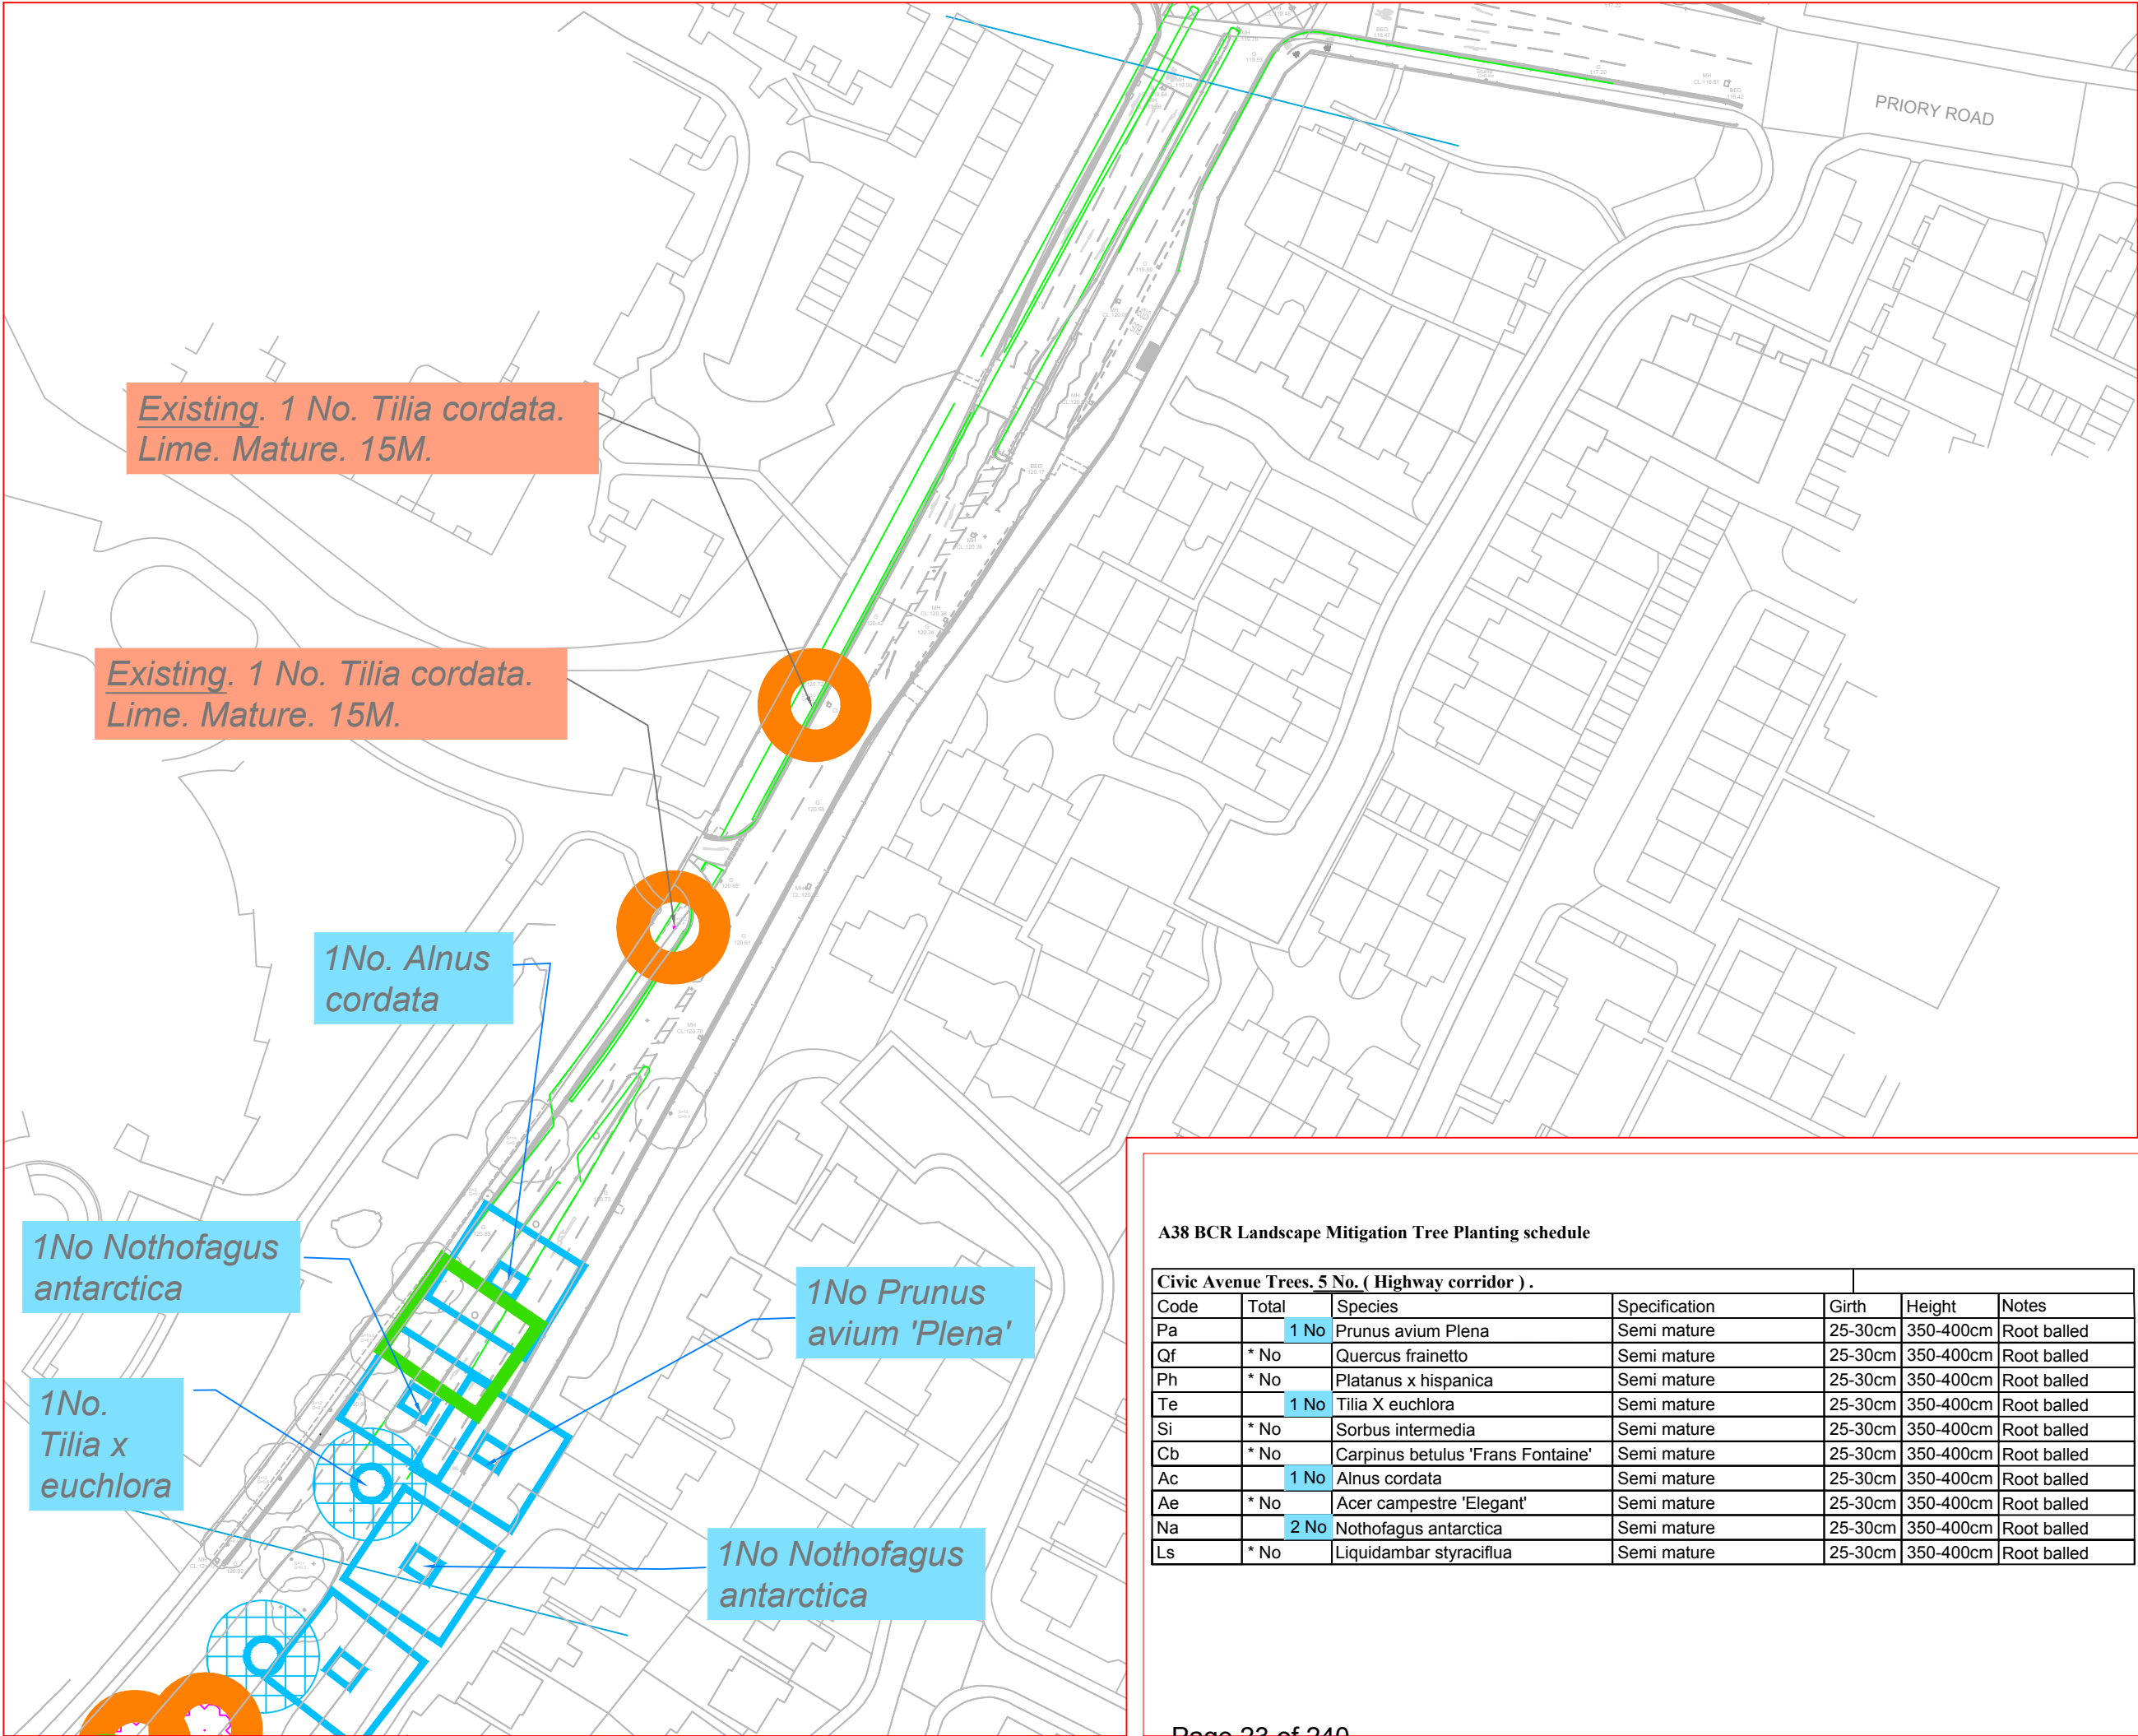 PRIORY ROAD
Existing. 1 No. Tilia cordata.
Lime. Mature. 15M.
Existing. 1 No. Tilia cordata.
Lime. Mature. 15M.
1No. Alnus
cordata
1No Nothofagus
antarctica
1No Prunus
avium 'Plena'
1No.
Tilia x
euchlora
1No Nothofagus
antarctica
A38 BCR Landscape Mitigation Tree Planting schedule
Civic Avenue Trees. 5 No. ( Highway corridor ) .
Code Total Species Specification Girth Height Notes
Pa 1 No Prunus avium Plena Semi mature 25-30cm 350-400cm Root balled
Qf * No Quercus frainetto Semi mature 25-30cm 350-400cm Root balled
Ph * No Platanus x hispanica Semi mature 25-30cm 350-400cm Root balled
Te 1 No Tilia X euchlora Semi mature 25-30cm 350-400cm Root balled
Si * No Sorbus intermedia Semi mature 25-30cm 350-400cm Root balled
Cb * No Carpinus betulus 'Frans Fontaine' Semi mature 25-30cm 350-400cm Root balled
Ac 1 No Alnus cordata Semi mature 25-30cm 350-400cm Root balled
Ae * No Acer campestre 'Elegant' Semi mature 25-30cm 350-400cm Root balled
Na 2 No Nothofagus antarctica Semi mature 25-30cm 350-400cm Root balled
Ls * No Liquidambar styraciflua Semi mature 25-30cm 350-400cm Root balled
Page 23 of 240